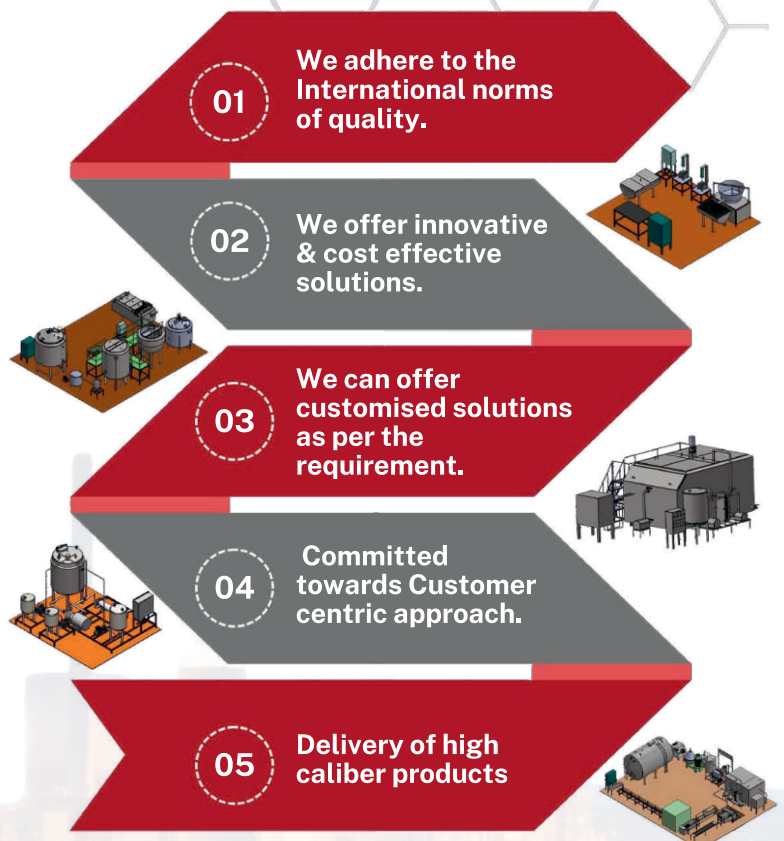 01
We adhere to the
International norms
of quality.
02
We offer innovative
& cost effective
solutions.
03
We can offer
customised solutions
as per the
requirement.
04
Committed
towards Customer
centric approach.
05
Delivery of high
caliber products